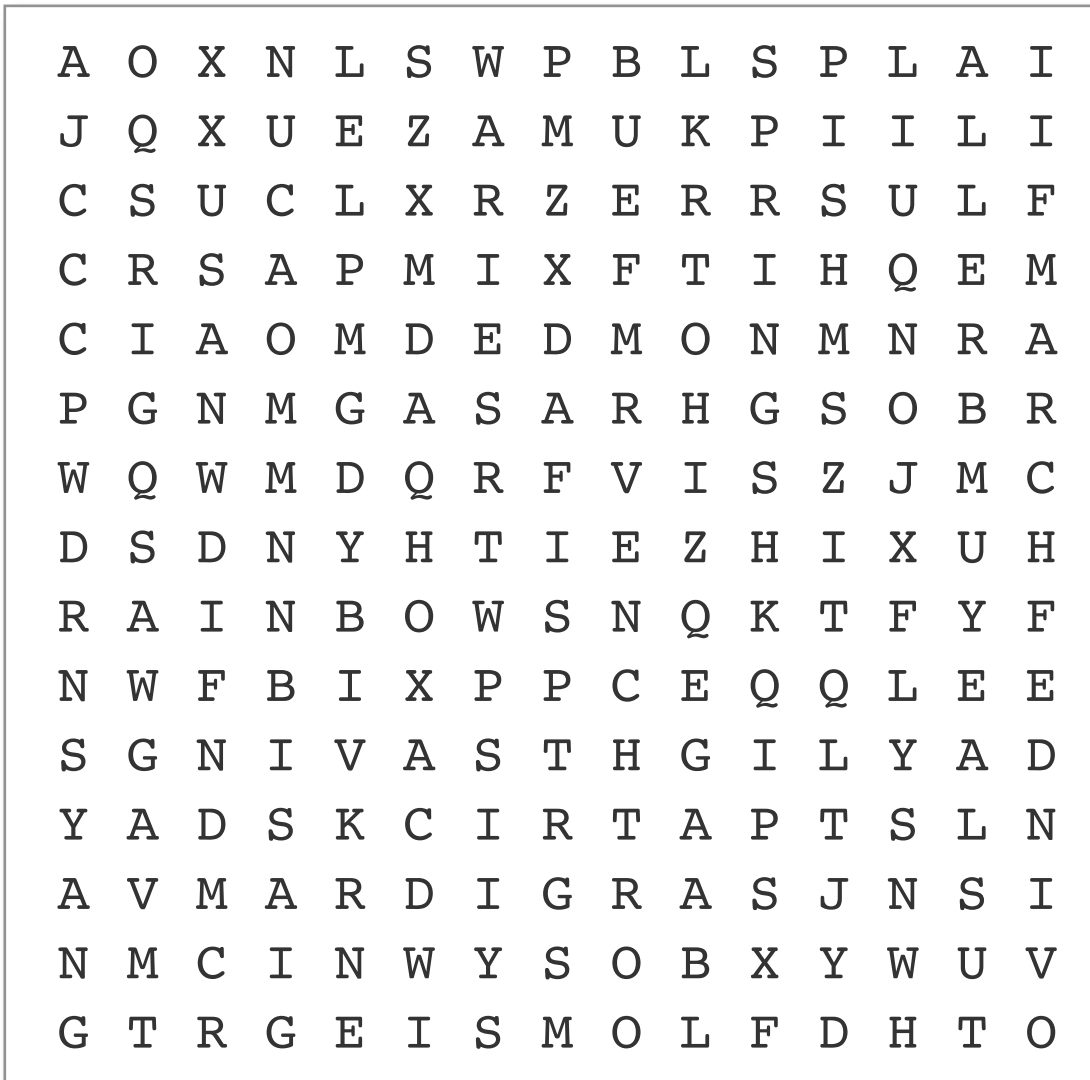 A O X N L S W P B L S P L A I
J Q X U E Z A M U K P I I L I
C S U C L X R Z E R R S U L F
C R S A P M I X F T I H Q E M
C I A O M D E D M O N M N R A
P G N M G A S A R H G S O B R
W Q W M D Q R F V I S Z J M C
D S D N Y H T I E Z H I X U H
R A I N B O W S N Q K T F Y F
N W F B I X P P C E Q Q L E E
S G N I V A S T H G I L Y A D
Y A D S K C I R T A P T S L N
A V M A R D I G R A S J N S I
N M C I N W Y S O B X Y W U V
G T R G E I S M O L F D H T O